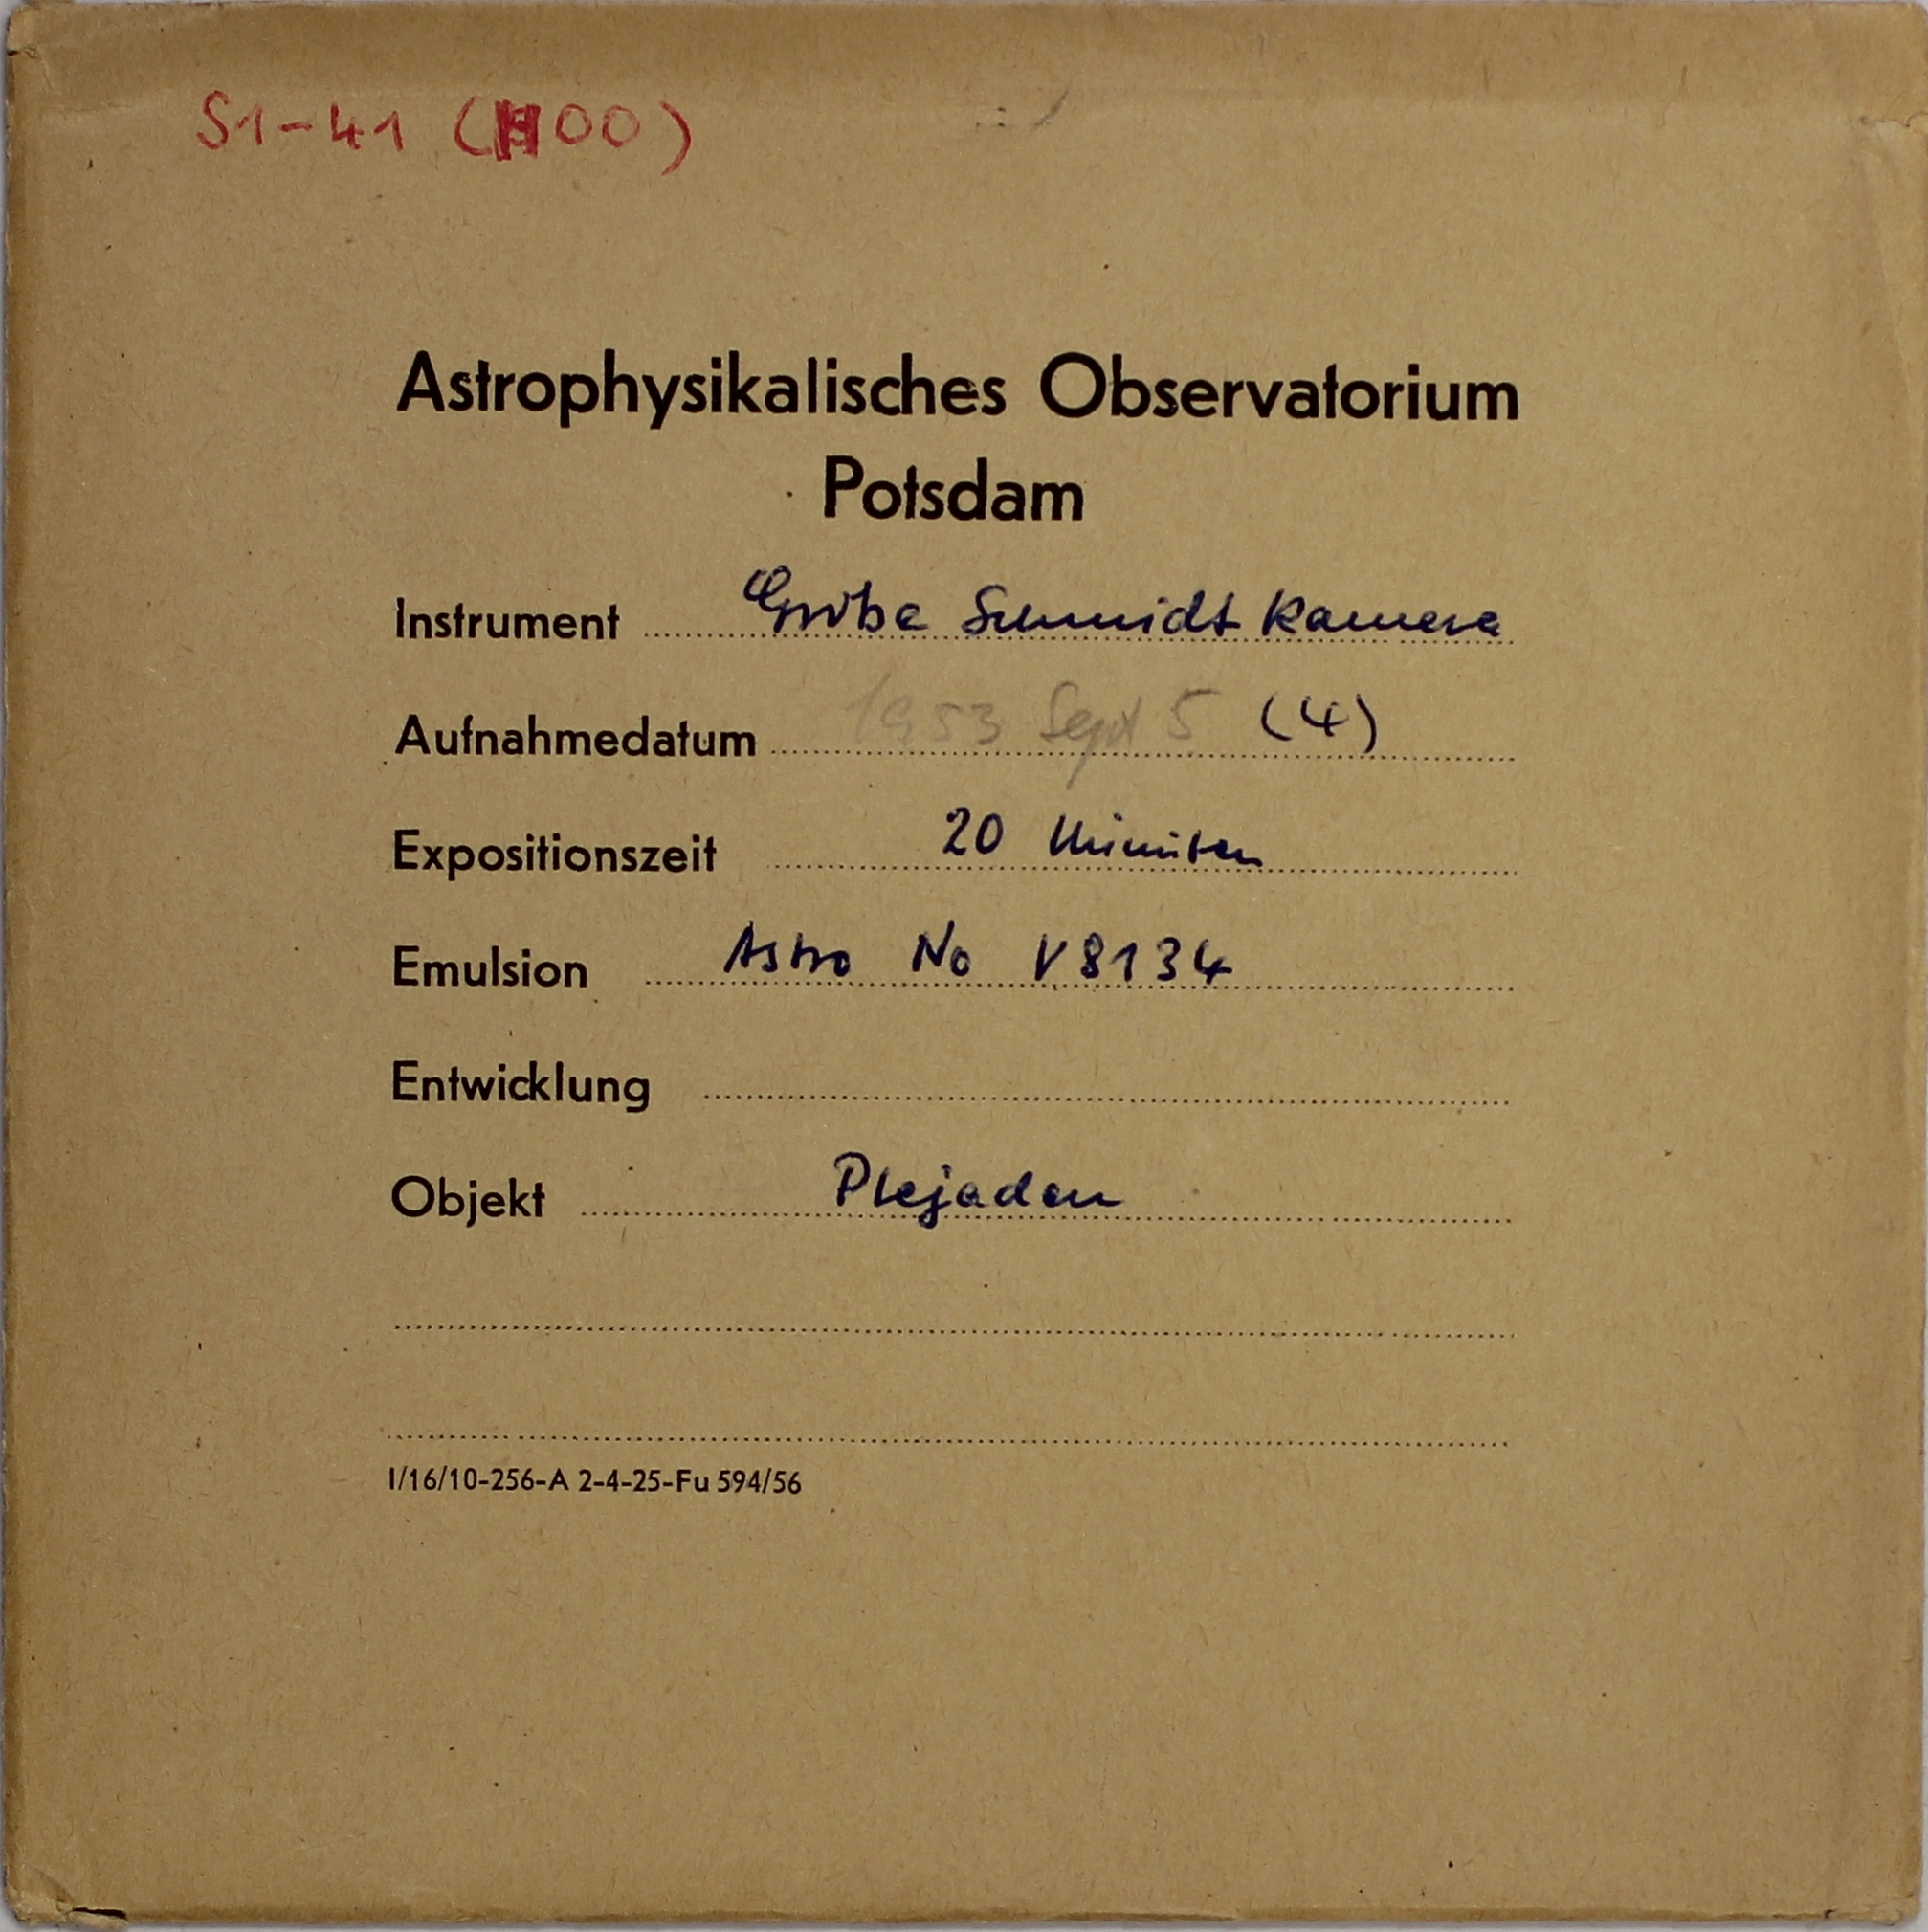 S1-41 (00)
Astrophysikalisches Observatorium
Potsdam
Instrument Große Schmidt Kamera
Aufnahmedatum 1953 Sept 5 (4)
Expositionszeit 20 Minuten
Emulsion Astro No V8134
Entwicklung
Objekt Plejaden
I/16/10-256-A 2-4-25-Fu 594/56